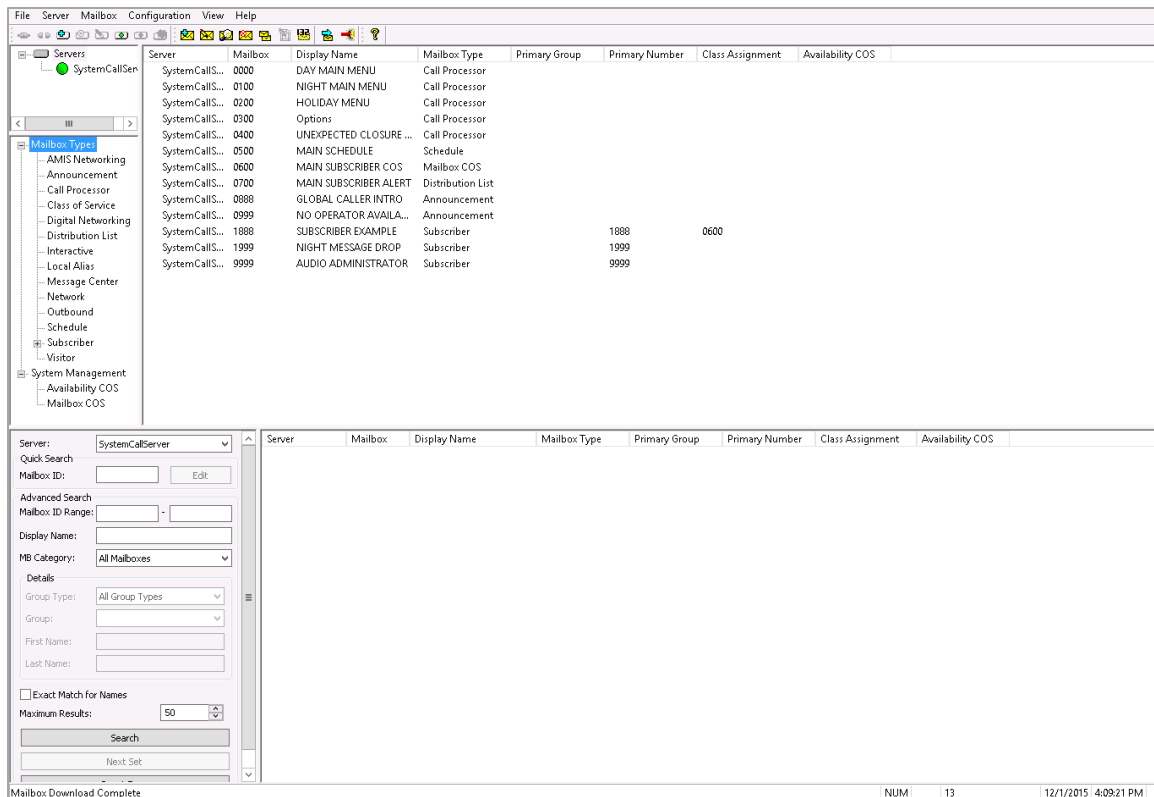 File Server Mailbox Configuration View Help
Servers
SystemCallSer
Server Mailbox Display Name Mailbox Type Primary Group Primary Number Class Assignment Availability COS
SystemCallS... 0000 DAY MAIN MENU Call Processor
SystemCallS... 0100 NIGHT MAIN MENU Call Processor
SystemCallS... 0200 HOLIDAY MENU Call Processor
SystemCallS... 0300 Options Call Processor
SystemCallS... 0400 UNEXPECTED CLOSURE ... Call Processor
SystemCallS... 0500 MAIN SCHEDULE Schedule
SystemCallS... 0600 MAIN SUBSCRIBER COS Mailbox COS
SystemCallS... 0700 MAIN SUBSCRIBER ALERT Distribution List
SystemCallS... 0888 GLOBAL CALLER INTRO Announcement
SystemCallS... 0999 NO OPERATOR AVAILA... Announcement
SystemCallS... 1888 SUBSCRIBER EXAMPLE Subscriber 1888 0600
SystemCallS... 1999 NIGHT MESSAGE DROP Subscriber 1999
SystemCallS... 9999 AUDIO ADMINISTRATOR Subscriber 9999
Mailbox Types
AMIS Networking
Announcement
Call Processor
Class of Service
Digital Networking
Distribution List
Interactive
Local Alias
Message Center
Network
Outbound
Schedule
Subscriber
Visitor
System Management
Availability COS
Mailbox COS
Server: SystemCallServer
Quick Search
Mailbox ID: Edit
Advanced Search
Mailbox ID Range: -
Display Name:
MB Category: All Mailboxes
Details
Group Type: All Group Types
Group:
First Name:
Last Name:
Exact Match for Names
Maximum Results: 50
Search
Next Set
Server Mailbox Display Name Mailbox Type Primary Group Primary Number Class Assignment Availability COS
Mailbox Download Complete NUM 13 12/1/2015 4:09:21 PM